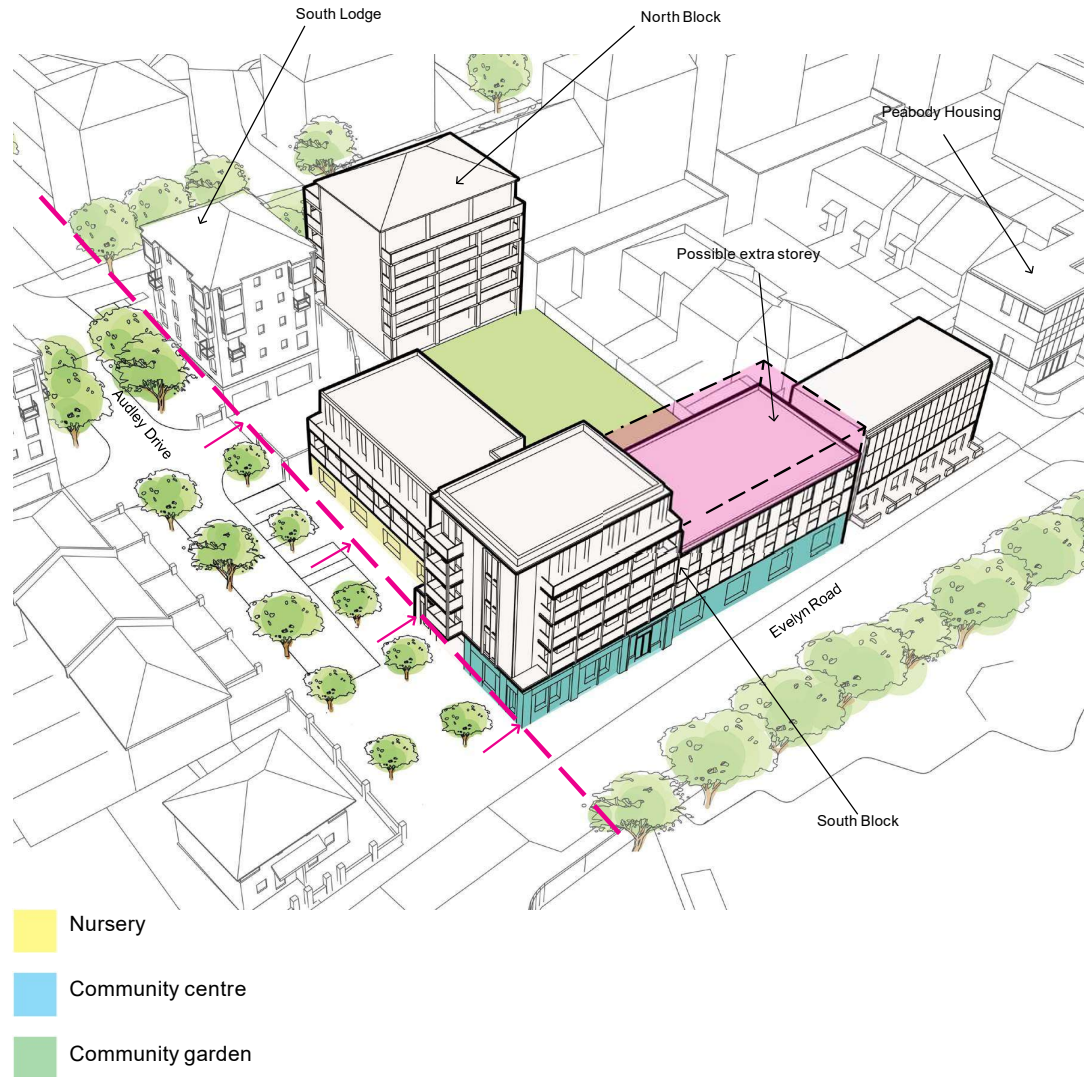 South Lodge
North Block
Peabody Housing
Possible extra storey
Audley Drive
Evelyn Road
South Block
Nursery
Community centre
Community garden